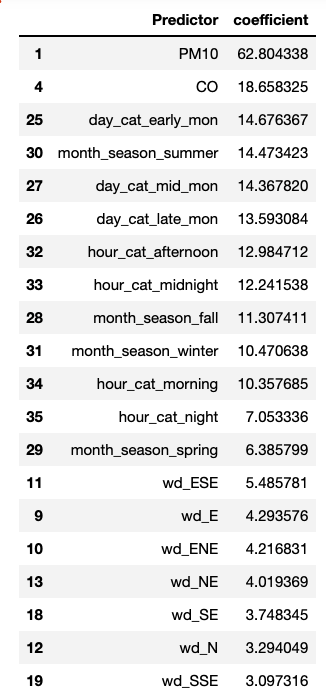 Predictor coefficient
1 PM10 62.804338
4 CO 18.658325
25 day_cat_early_mon 14.676367
30 month_season_summer 14.473423
27 day_cat_mid_mon 14.367820
26 day_cat_late_mon 13.593084
32 hour_cat_afternoon 12.984712
33 hour_cat_midnight 12.241538
28 month_season_fall 11.307411
31 month_season_winter 10.470638
34 hour_cat_morning 10.357685
35 hour_cat_night 7.053336
29 month_season_spring 6.385799
11 wd_ESE 5.485781
9 wd_E 4.293576
10 wd_ENE 4.216831
13 wd_NE 4.019369
18 wd_SE 3.748345
12 wd_N 3.294049
19 wd_SSE 3.097316